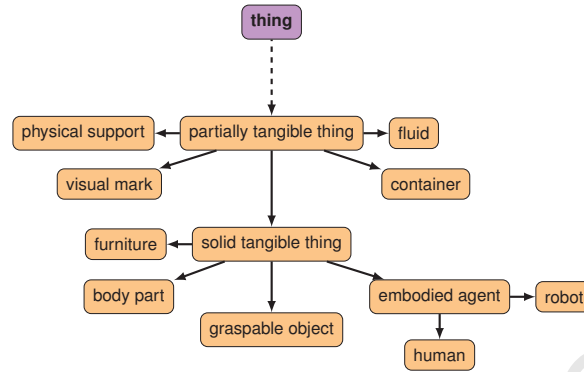 thing
physical support
partially tangible thing
fluid
visual mark
container
furniture
solid tangible thing
body part
embodied agent
robot
graspable object
human